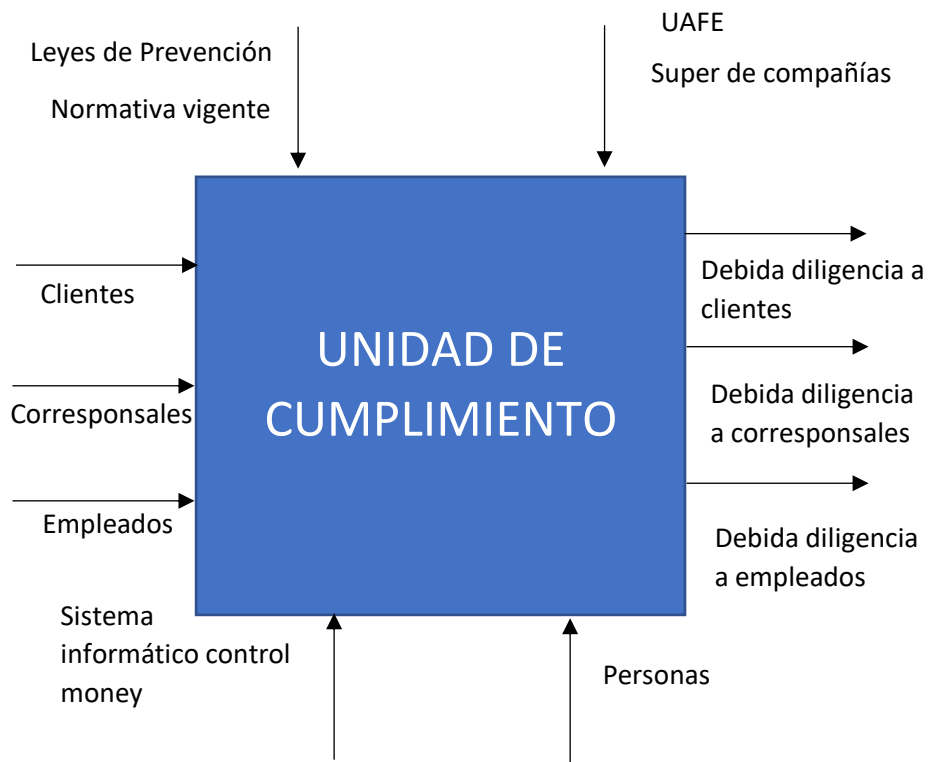 Leyes de Prevención
Normativa vigente
UAFE
Super de compañías
Clientes
Corresponsales
Empleados
UNIDAD DE
CUMPLIMIENTO
Debida diligencia a
clientes
Debida diligencia
a corresponsales
Debida diligencia
a empleados
Sistema
informático control
money
Personas